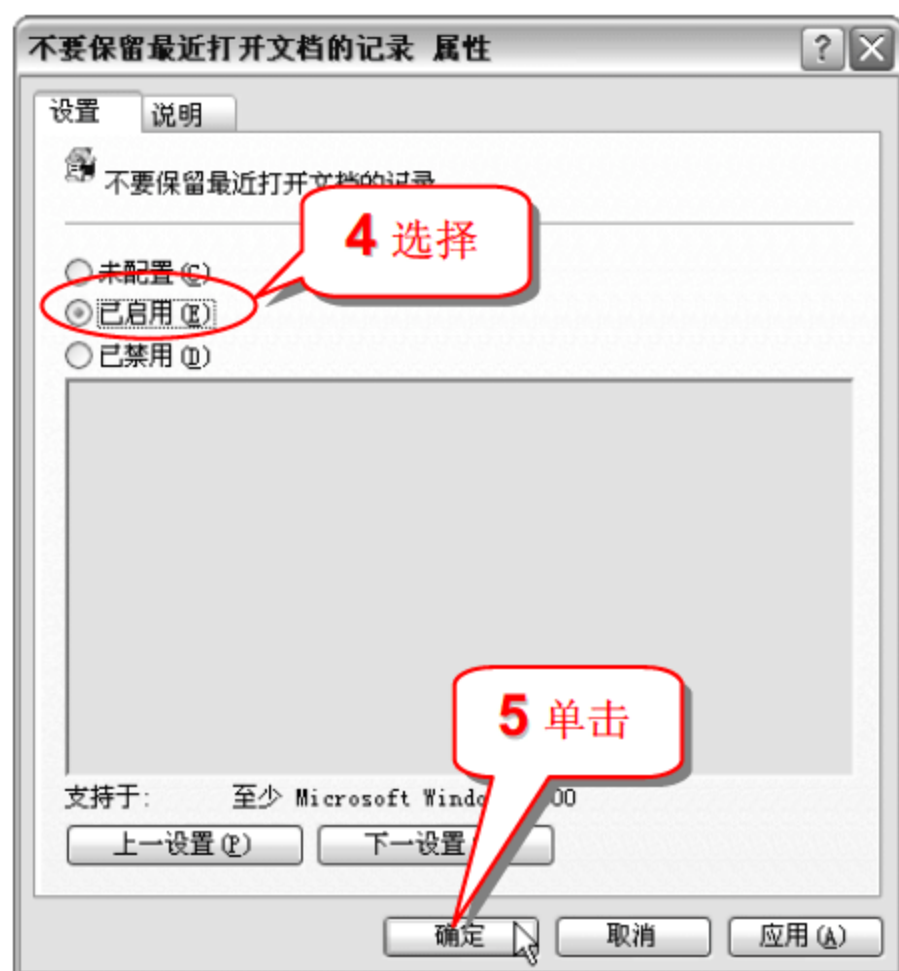 不要保留最近打开文档的记录 属性
设置
说明
不要保留最近打开文档的记录
4 选择
未配置(C)
已启用(E)
已禁用(D)
5 单击
支持于: 至少 Microsoft Windo 00
上一设置(P)
下一设置
确定
取消
应用(A)